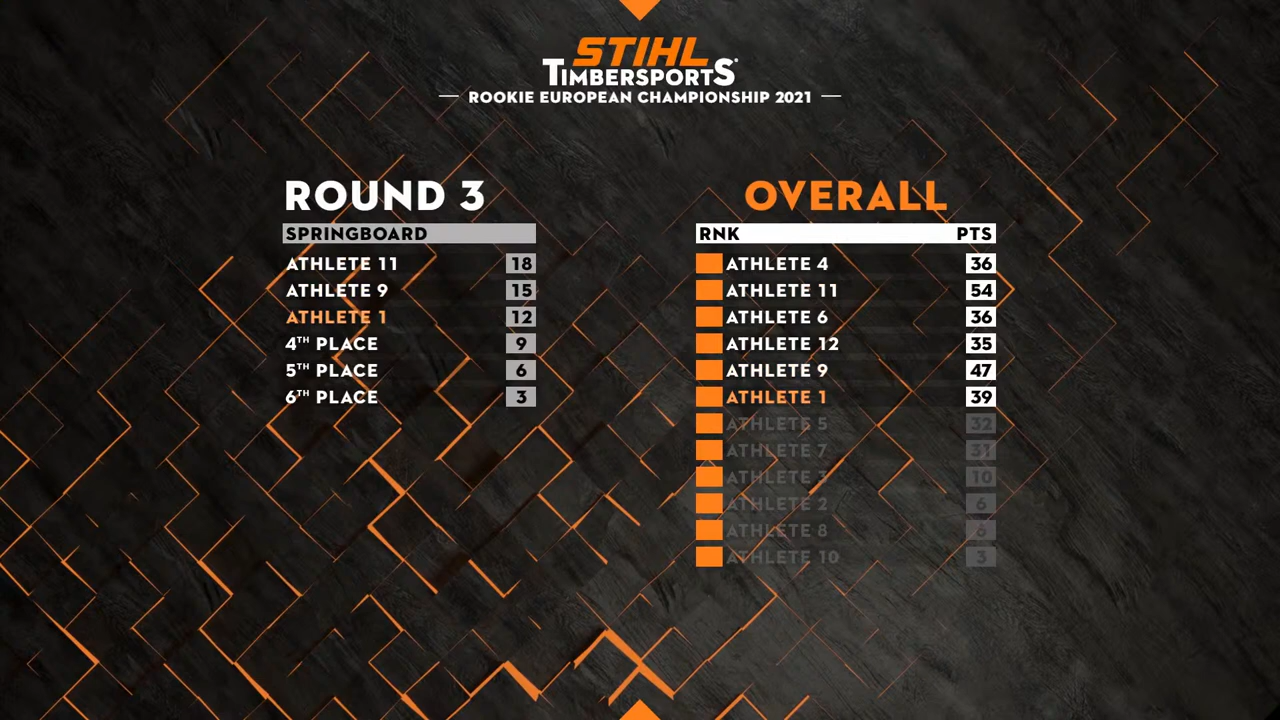 STIHL
TIMBERSPORTS®
ROOKIE EUROPEAN CHAMPIONSHIP 2021
ROUND 3
SPRINGBOARD
ATHLETE 11 18
ATHLETE 9 15
ATHLETE 1 12
4TH PLACE 9
5TH PLACE 6
6TH PLACE 3
OVERALL
RNK PTS
ATHLETE 4 36
ATHLETE 11 54
ATHLETE 6 36
ATHLETE 12 35
ATHLETE 9 47
ATHLETE 1 39
ATHLETE 5 32
ATHLETE 7 31
ATHLETE 3 10
ATHLETE 2 6
ATHLETE 8 6
ATHLETE 10 3